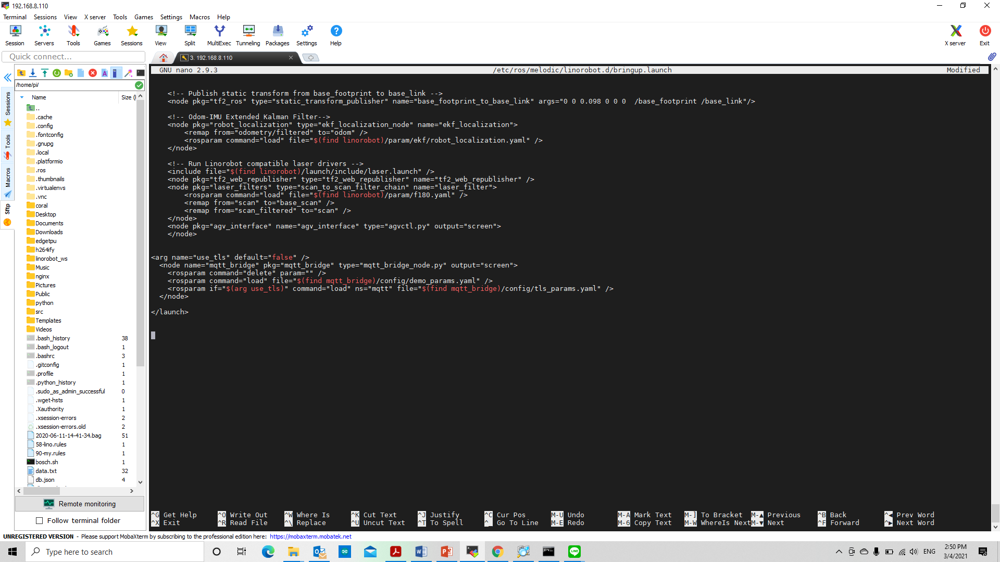 192.168.8.110
Terminal Sessions View X server Tools Games Settings Macros Help
Session Servers Tools Games Sessions View Split MultiExec Tunneling Packages Settings Help X server Exit
Quick connect...
3. 192.168.8.110
GNU nano 2.9.3 /etc/ros/melodic/linorobot.d/bringup.launch Modified
/home/pi/
Name Size (
Sessions
Tools
Macros
Sftp
..
.cache
.config
.fontconfig
.gnupg
.local
.platformio
.ros
.thumbnails
.virtualenvs
.vnc
coral
Desktop
Documents
Downloads
edgetpu
h264ify
linorobot_ws
Music
nginx
Pictures
Public
python
src
Templates
Videos
.bash_history 38
.bash_logout 1
.bashrc 3
.gitconfig 1
.profile 1
.python_history 1
.sudo_as_admin_successful 0
.wget-hsts 1
.Xauthority 1
.xsession-errors 2
.xsession-errors.old 2
2020-06-11-14-41-34.bag 51
58-lino.rules 1
90-my.rules 1
bosch.sh 1
data.txt 32
db.json 4
Remote monitoring
Follow terminal folder
<!-- Publish static transform from base_footprint to base_link -->
<node pkg="tf2_ros" type="static_transform_publisher" name="base_footprint_to_base_link" args="0 0 0.098 0 0 0  /base_footprint /base_link"/>
<!-- Odom-IMU Extended Kalman Filter-->
<node pkg="robot_localization" type="ekf_localization_node" name="ekf_localization">
<remap from="odometry/filtered" to="odom" />
<rosparam command="load" file="$(find linorobot)/param/ekf/robot_localization.yaml" />
</node>
<!-- Run Linorobot compatible laser drivers -->
<include file="$(find linorobot)/launch/include/laser.launch" />
<node pkg="tf2_web_republisher" type="tf2_web_republisher" name="tf2_web_republisher" />
<node pkg="laser_filters" type="scan_to_scan_filter_chain" name="laser_filter">
<rosparam command="load" file="$(find linorobot)/param/f180.yaml" />
<remap from="scan" to="base_scan" />
<remap from="scan_filtered" to="scan" />
</node>
<node pkg="agv_interface" name="agv_interface" type="agvctl.py" output="screen">
</node>
<arg name="use_tls" default="false" />
<node name="mqtt_bridge" pkg="mqtt_bridge" type="mqtt_bridge_node.py" output="screen">
<rosparam command="delete" param="" />
<rosparam command="load" file="$(find mqtt_bridge)/config/demo_params.yaml" />
<rosparam if="$(arg use_tls)" command="load" ns="mqtt" file="$(find mqtt_bridge)/config/tls_params.yaml" />
</node>
</launch>
^G Get Help ^O Write Out ^W Where Is ^K Cut Text ^J Justify ^C Cur Pos M-U Undo M-A Mark Text M-] To Bracket M-▲ Previous ^B Back ^◀ Prev Word
^X Exit ^R Read File ^\ Replace ^U Uncut Text ^T To Spell ^_ Go To Line M-E Redo M-6 Copy Text M-W WhereIs Next M-▼ Next ^F Forward ^▶ Next Word
UNREGISTERED VERSION - Please support MobaXterm by subscribing to the professional edition here: https://mobaxterm.mobatek.net
Type here to search
ENG
2:50 PM
3/4/2021